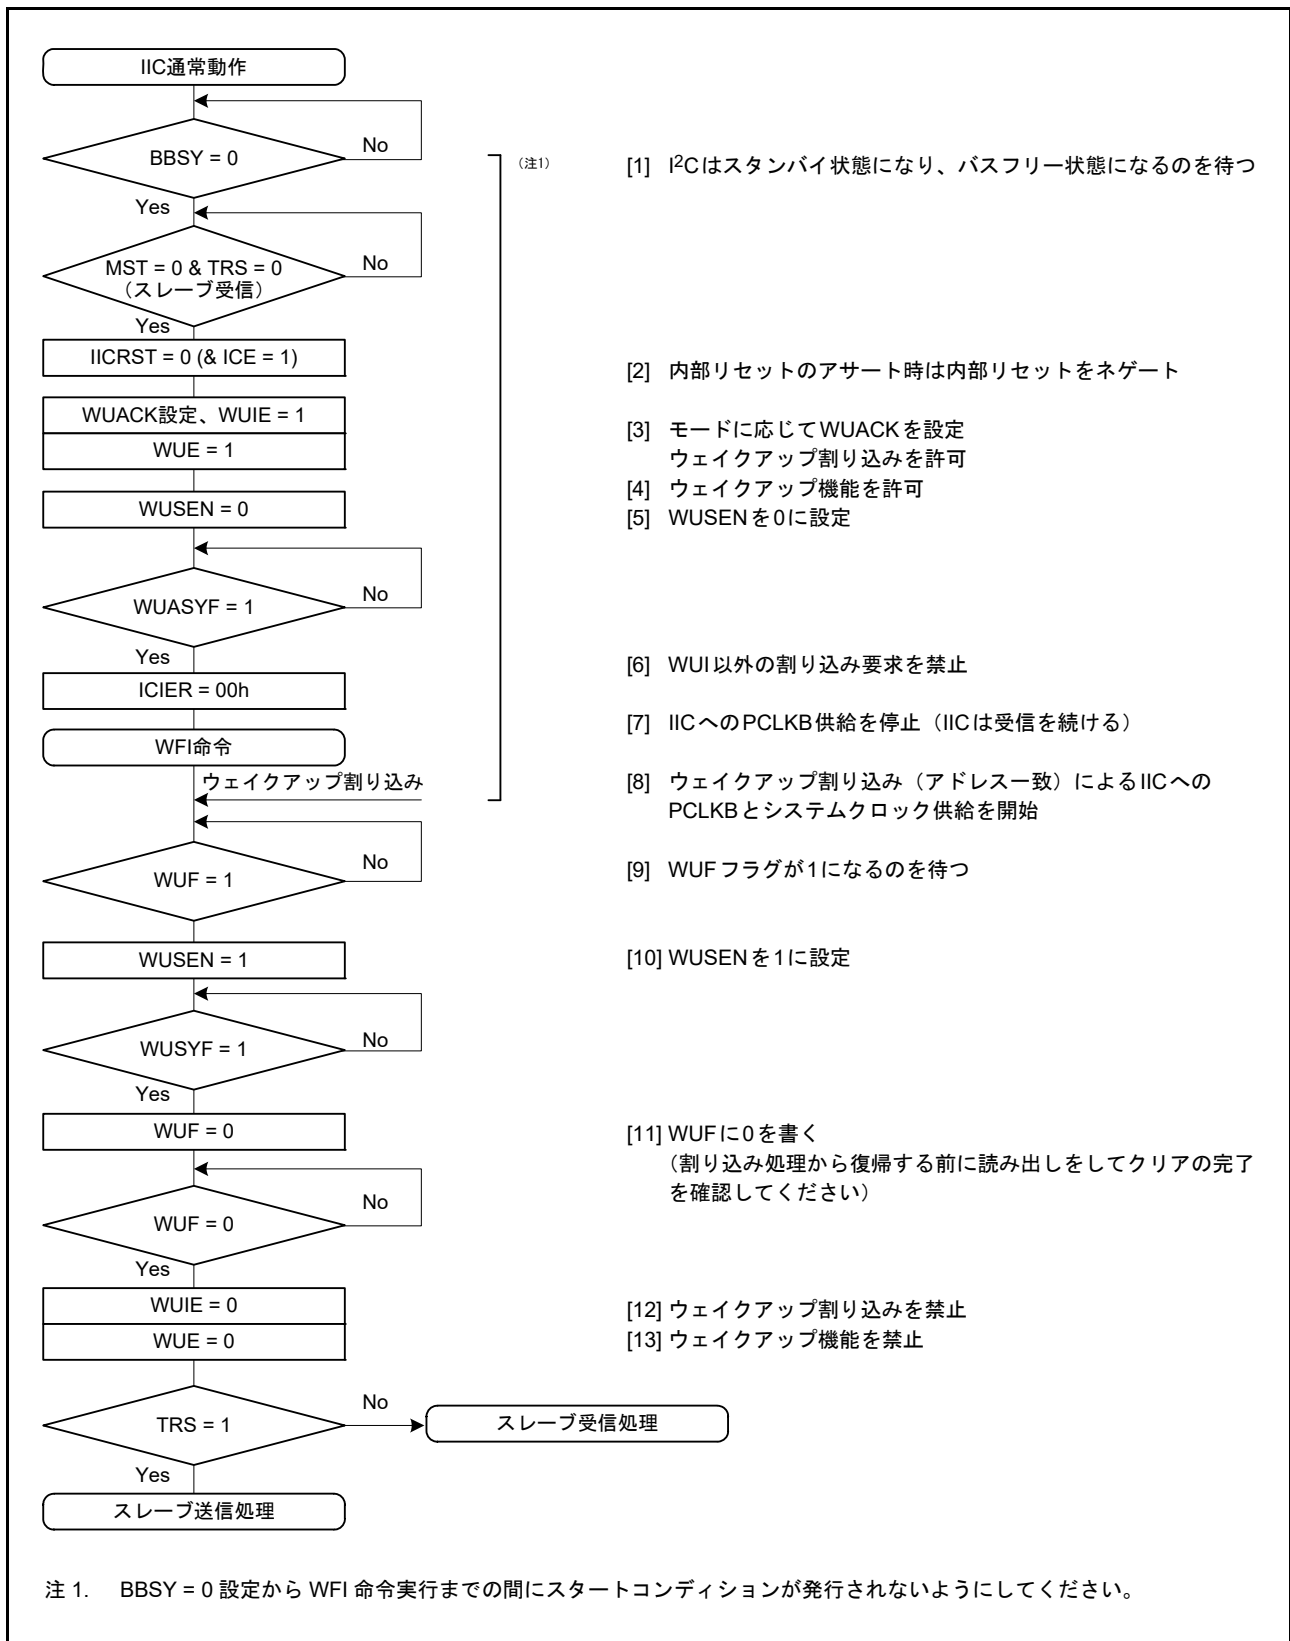 IIC通常動作
BBSY = 0
No
Yes
MST = 0 & TRS = 0
(スレーブ受信)
No
Yes
IICRST = 0 (& ICE = 1)
WUACK設定、WUIE = 1
WUE = 1
WUSEN = 0
WUASYF = 1
No
Yes
ICIER = 00h
WFI命令
ウェイクアップ割り込み
WUF = 1
No
WUSEN = 1
WUSYF = 1
No
Yes
WUF = 0
WUF = 0
No
Yes
WUIE = 0
WUE = 0
TRS = 1
No
スレーブ受信処理
Yes
スレーブ送信処理
(注1)
[1] I2Cはスタンバイ状態になり、バスフリー状態になるのを待つ
[2] 内部リセットのアサート時は内部リセットをネゲート
[3] モードに応じてWUACKを設定
ウェイクアップ割り込みを許可
[4] ウェイクアップ機能を許可
[5] WUSENを0に設定
[6] WUI以外の割り込み要求を禁止
[7] IICへのPCLKB供給を停止(IICは受信を続ける)
[8] ウェイクアップ割り込み(アドレス一致)によるIICへの
PCLKBとシステムクロック供給を開始
[9] WUFフラグが1になるのを待つ
[10] WUSENを1に設定
[11] WUFに0を書く
(割り込み処理から復帰する前に読み出しをしてクリアの完了
を確認してください)
[12] ウェイクアップ割り込みを禁止
[13] ウェイクアップ機能を禁止
注 1. BBSY = 0 設定から WFI 命令実行までの間にスタートコンディションが発行されないようにしてください。